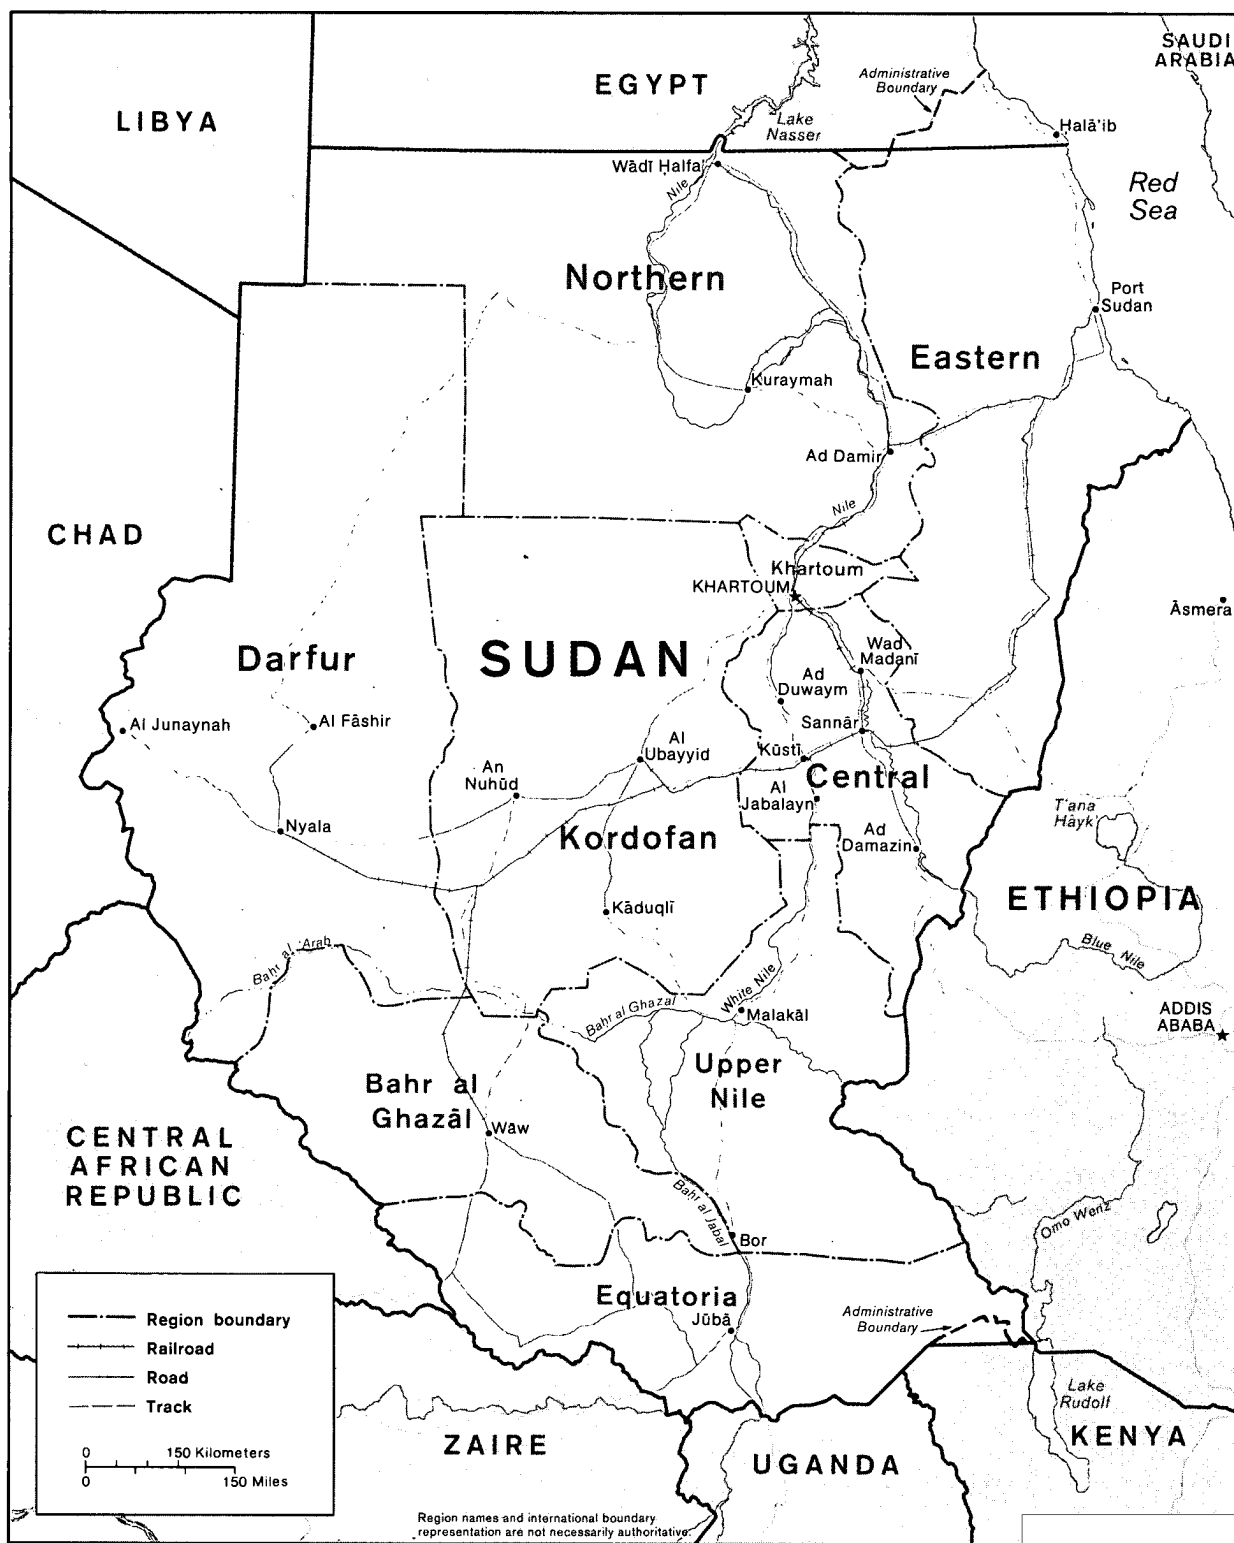 SAUDI
ARABIA
EGYPT
Administrative
Boundary
LIBYA
Lake
Nasser
Ḥalā'ib
Wādī Ḥalfa
Nile
Red
Sea
Northern
Port
Sudan
Eastern
Kuraymah
Ad Damir
Nile
CHAD
Khartoum
KHARTOUM
Āsmera
Darfur
SUDAN
Wad
Madanī
Ad
Duwaym
Al Junaynah
Al Fāshir
Sannār
Al
Ubayyid
Kūstī
An
Nuhūd
Central
Al
Jabalayn
T'ana
Hāyk'
Nyala
Kordofan
Ad
Damazin
ETHIOPIA
Kāduqlī
Bahr al 'Arab
Blue Nile
White Nile
Bahr al Ghazal
Malakāl
ADDIS
ABABA
Upper
Nile
Bahr al
Ghazāl
Wāw
CENTRAL
AFRICAN
REPUBLIC
Bahr al Jabal
Omo Wenz
Bor
Equatoria
Jūbā
Administrative
Boundary
Region boundary
Railroad
Road
Track
0 150 Kilometers
0 150 Miles
Lake
Rudolf
KENYA
ZAIRE
UGANDA
Region names and international boundary
representation are not necessarily authoritative.